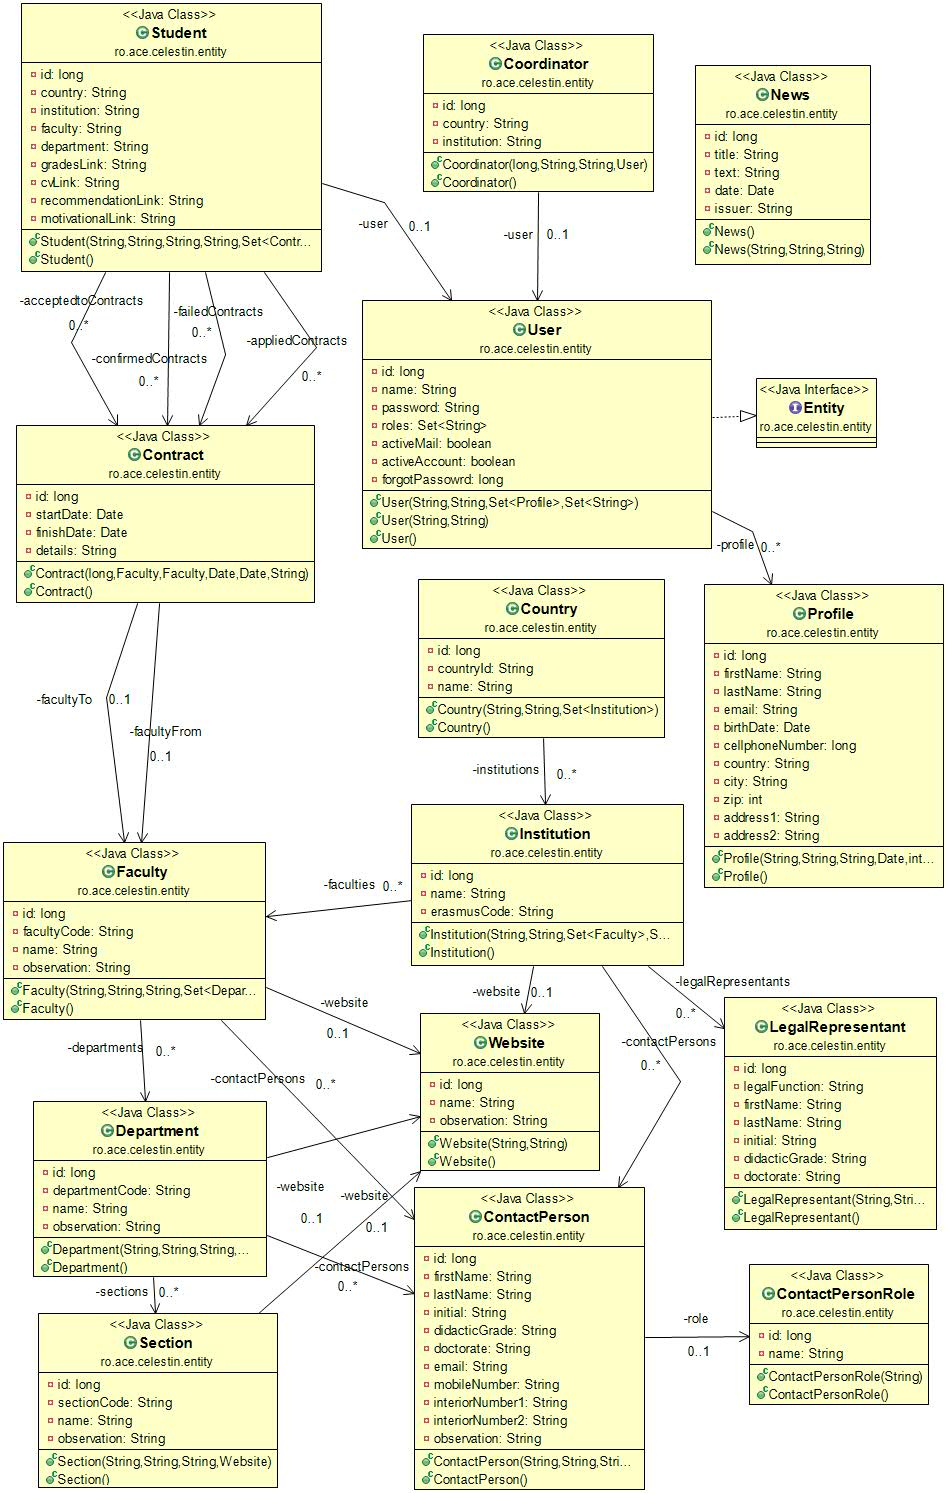 <<Java Class>>
Student
ro.ace.celestin.entity
id: long
country: String
institution: String
faculty: String
department: String
gradesLink: String
cvLink: String
recommendationLink: String
motivationalLink: String
Student(String,String,String,String,Set<Contr...
Student()
<<Java Class>>
Coordinator
ro.ace.celestin.entity
id: long
country: String
institution: String
Coordinator(long,String,String,User)
Coordinator()
<<Java Class>>
News
ro.ace.celestin.entity
id: long
title: String
text: String
date: Date
issuer: String
News()
News(String,String,String)
-user 0..1
-user 0..1
-acceptedtoContracts
0..*
-failedContracts
0..*
-confirmedContracts
0..*
-appliedContracts
0..*
<<Java Class>>
User
ro.ace.celestin.entity
id: long
name: String
password: String
roles: Set<String>
activeMail: boolean
activeAccount: boolean
forgotPassowrd: long
User(String,String,Set<Profile>,Set<String>)
User(String,String)
User()
<<Java Interface>>
Entity
ro.ace.celestin.entity
<<Java Class>>
Contract
ro.ace.celestin.entity
id: long
startDate: Date
finishDate: Date
details: String
Contract(long,Faculty,Faculty,Date,Date,String)
Contract()
-profile 0..*
<<Java Class>>
Profile
ro.ace.celestin.entity
id: long
firstName: String
lastName: String
email: String
birthDate: Date
cellphoneNumber: long
country: String
city: String
zip: int
address1: String
address2: String
Profile(String,String,String,Date,int...
Profile()
<<Java Class>>
Country
ro.ace.celestin.entity
id: long
countryId: String
name: String
Country(String,String,Set<Institution>)
Country()
-facultyTo 0..1
-facultyFrom
0..1
-institutions 0..*
<<Java Class>>
Institution
ro.ace.celestin.entity
id: long
name: String
erasmusCode: String
Institution(String,String,Set<Faculty>,S...
Institution()
-faculties 0..*
<<Java Class>>
Faculty
ro.ace.celestin.entity
id: long
facultyCode: String
name: String
observation: String
Faculty(String,String,String,Set<Depar...
Faculty()
-website
0..1
-website 0..1
-legalRepresentants
0..*
-contactPersons
0..*
-departments 0..*
-contactPersons 0..*
<<Java Class>>
Website
ro.ace.celestin.entity
id: long
name: String
observation: String
Website(String,String)
Website()
<<Java Class>>
LegalRepresentant
ro.ace.celestin.entity
id: long
legalFunction: String
firstName: String
lastName: String
initial: String
didacticGrade: String
doctorate: String
LegalRepresentant(String,Stri...
LegalRepresentant()
<<Java Class>>
Department
ro.ace.celestin.entity
id: long
departmentCode: String
name: String
observation: String
Department(String,String,String,...
Department()
-website
0..1
-website
0..1
-contactPersons
0..*
-sections 0..*
<<Java Class>>
ContactPerson
ro.ace.celestin.entity
id: long
firstName: String
lastName: String
initial: String
didacticGrade: String
doctorate: String
email: String
mobileNumber: String
interiorNumber1: String
interiorNumber2: String
observation: String
ContactPerson(String,String,Stri...
ContactPerson()
-role
0..1
<<Java Class>>
ContactPersonRole
ro.ace.celestin.entity
id: long
name: String
ContactPersonRole(String)
ContactPersonRole()
<<Java Class>>
Section
ro.ace.celestin.entity
id: long
sectionCode: String
name: String
observation: String
Section(String,String,String,Website)
Section()